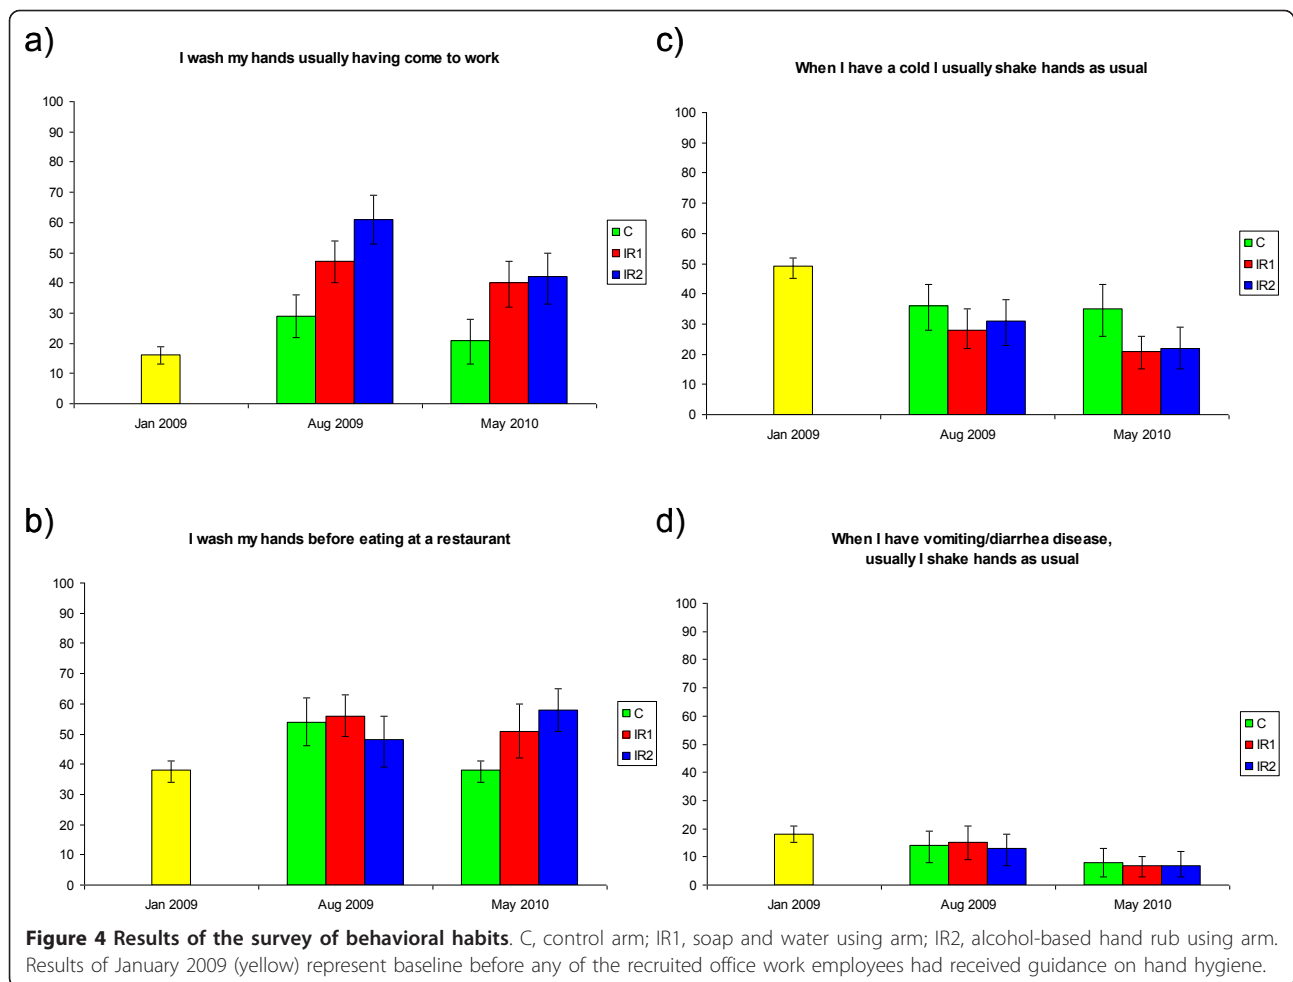 a)
I wash my hands usually having come to work
100
90
80
70
60
50
40
30
20
10
0
Jan 2009 Aug 2009 May 2010
C
IR1
IR2
c)
When I have a cold I usually shake hands as usual
100
90
80
70
60
50
40
30
20
10
0
Jan 2009 Aug 2009 May 2010
C
IR1
IR2
b)
I wash my hands before eating at a restaurant
100
90
80
70
60
50
40
30
20
10
0
Jan 2009 Aug 2009 May 2010
C
IR1
IR2
d)
When I have vomiting/diarrhea disease,
usually I shake hands as usual
100
90
80
70
60
50
40
30
20
10
0
Jan 2009 Aug 2009 May 2010
C
IR1
IR2
Figure 4 Results of the survey of behavioral habits. C, control arm; IR1, soap and water using arm; IR2, alcohol-based hand rub using arm.
Results of January 2009 (yellow) represent baseline before any of the recruited office work employees had received guidance on hand hygiene.